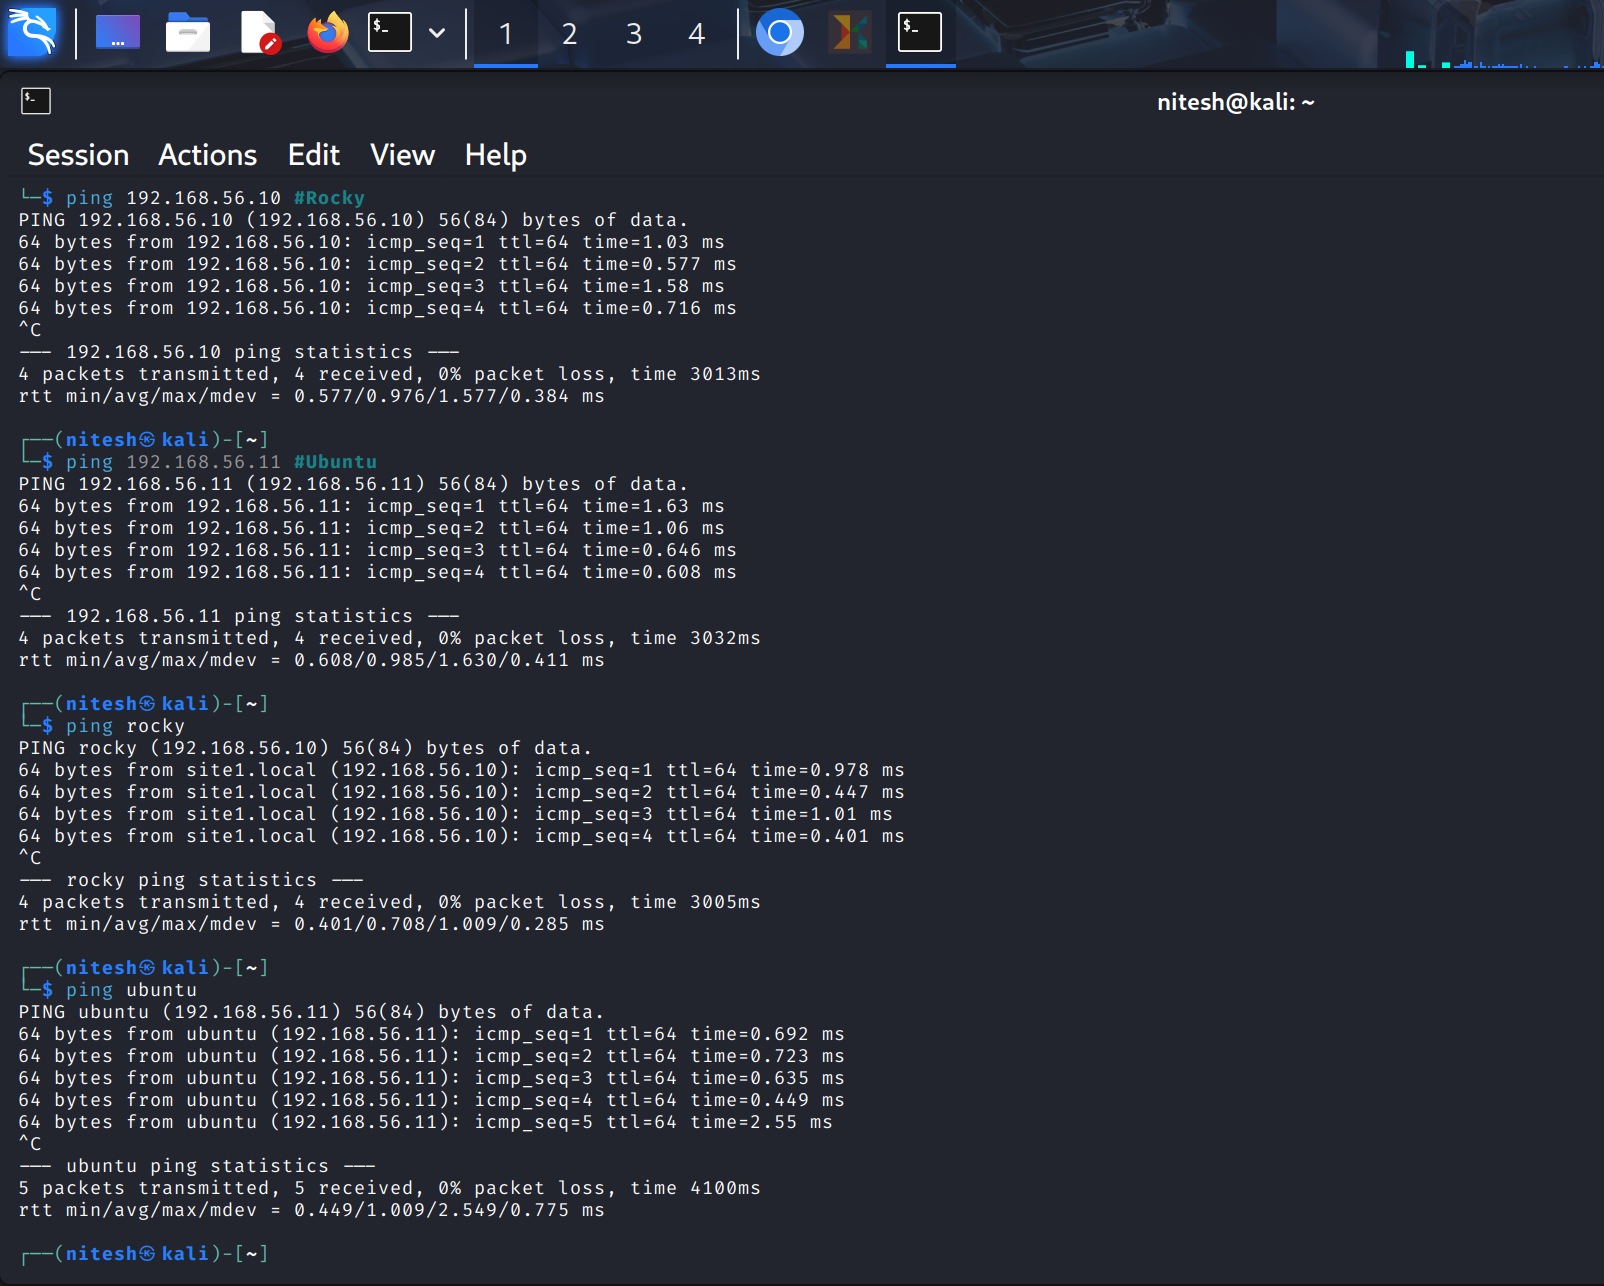 $-
1
2
3
4
$-
$-
nitesh@kali: ~
Session Actions Edit View Help
└─$ ping 192.168.56.10 #Rocky
PING 192.168.56.10 (192.168.56.10) 56(84) bytes of data.
64 bytes from 192.168.56.10: icmp_seq=1 ttl=64 time=1.03 ms
64 bytes from 192.168.56.10: icmp_seq=2 ttl=64 time=0.577 ms
64 bytes from 192.168.56.10: icmp_seq=3 ttl=64 time=1.58 ms
64 bytes from 192.168.56.10: icmp_seq=4 ttl=64 time=0.716 ms
^C
--- 192.168.56.10 ping statistics ---
4 packets transmitted, 4 received, 0% packet loss, time 3013ms
rtt min/avg/max/mdev = 0.577/0.976/1.577/0.384 ms
┌──(nitesh㉿kali)-[~]
└─$ ping 192.168.56.11 #Ubuntu
PING 192.168.56.11 (192.168.56.11) 56(84) bytes of data.
64 bytes from 192.168.56.11: icmp_seq=1 ttl=64 time=1.63 ms
64 bytes from 192.168.56.11: icmp_seq=2 ttl=64 time=1.06 ms
64 bytes from 192.168.56.11: icmp_seq=3 ttl=64 time=0.646 ms
64 bytes from 192.168.56.11: icmp_seq=4 ttl=64 time=0.608 ms
^C
--- 192.168.56.11 ping statistics ---
4 packets transmitted, 4 received, 0% packet loss, time 3032ms
rtt min/avg/max/mdev = 0.608/0.985/1.630/0.411 ms
┌──(nitesh㉿kali)-[~]
└─$ ping rocky
PING rocky (192.168.56.10) 56(84) bytes of data.
64 bytes from site1.local (192.168.56.10): icmp_seq=1 ttl=64 time=0.978 ms
64 bytes from site1.local (192.168.56.10): icmp_seq=2 ttl=64 time=0.447 ms
64 bytes from site1.local (192.168.56.10): icmp_seq=3 ttl=64 time=1.01 ms
64 bytes from site1.local (192.168.56.10): icmp_seq=4 ttl=64 time=0.401 ms
^C
--- rocky ping statistics ---
4 packets transmitted, 4 received, 0% packet loss, time 3005ms
rtt min/avg/max/mdev = 0.401/0.708/1.009/0.285 ms
┌──(nitesh㉿kali)-[~]
└─$ ping ubuntu
PING ubuntu (192.168.56.11) 56(84) bytes of data.
64 bytes from ubuntu (192.168.56.11): icmp_seq=1 ttl=64 time=0.692 ms
64 bytes from ubuntu (192.168.56.11): icmp_seq=2 ttl=64 time=0.723 ms
64 bytes from ubuntu (192.168.56.11): icmp_seq=3 ttl=64 time=0.635 ms
64 bytes from ubuntu (192.168.56.11): icmp_seq=4 ttl=64 time=0.449 ms
64 bytes from ubuntu (192.168.56.11): icmp_seq=5 ttl=64 time=2.55 ms
^C
--- ubuntu ping statistics ---
5 packets transmitted, 5 received, 0% packet loss, time 4100ms
rtt min/avg/max/mdev = 0.449/1.009/2.549/0.775 ms
┌──(nitesh㉿kali)-[~]